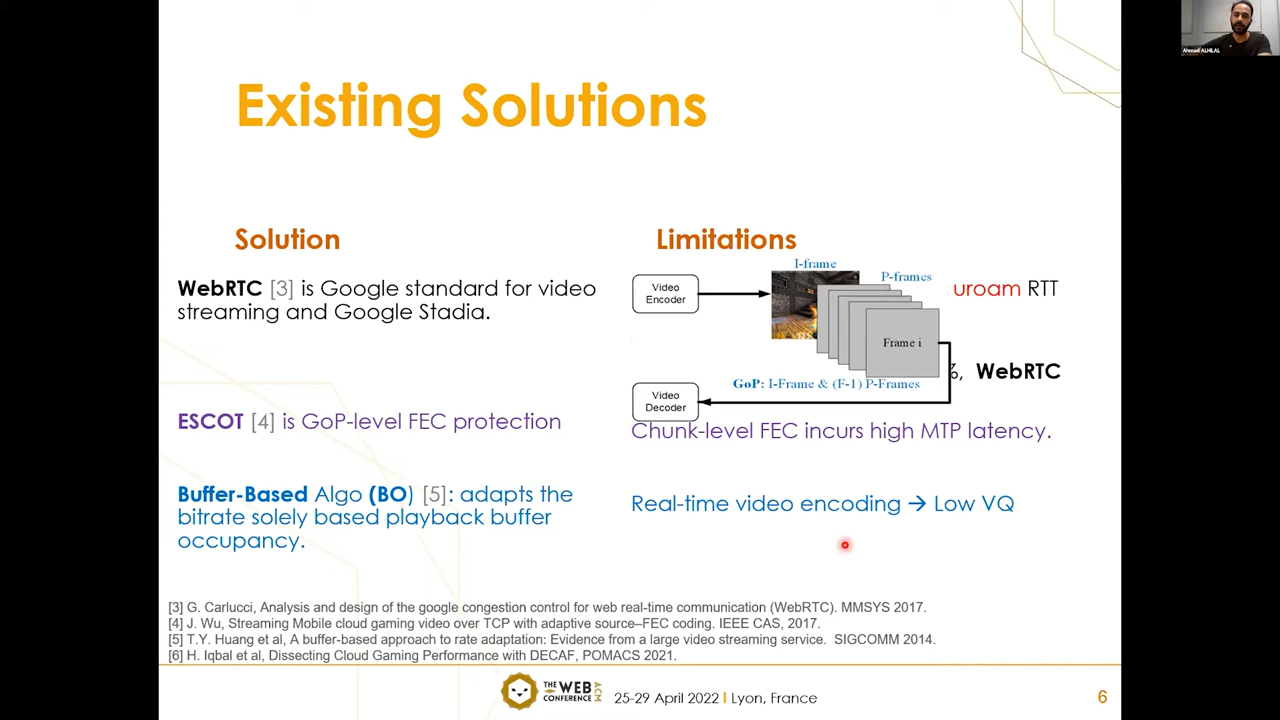 Ahmad ALHILAL
Existing Solutions
Solution
Limitations
WebRTC [3] is Google standard for video
streaming and Google Stadia.
ESCOT [4] is GoP-level FEC protection
Buffer-Based Algo (BO) [5]: adapts the
bitrate solely based playback buffer
occupancy.
I-frame
P-frames
Video
Encoder
uroam RTT
Frame i
%, WebRTC
GoP: I-Frame & (F-1) P-Frames
Video
Decoder
Chunk-level FEC incurs high MTP latency.
Real-time video encoding → Low VQ
[3] G. Carlucci, Analysis and design of the google congestion control for web real-time communication (WebRTC). MMSYS 2017.
[4] J. Wu, Streaming Mobile cloud gaming video over TCP with adaptive source–FEC coding. IEEE CAS, 2017.
[5] T.Y. Huang et al, A buffer-based approach to rate adaptation: Evidence from a large video streaming service. SIGCOMM 2014.
[6] H. Iqbal et al, Dissecting Cloud Gaming Performance with DECAF, POMACS 2021.
THE WEB
CONFERENCE
ACM
25-29 April 2022 I Lyon, France
6